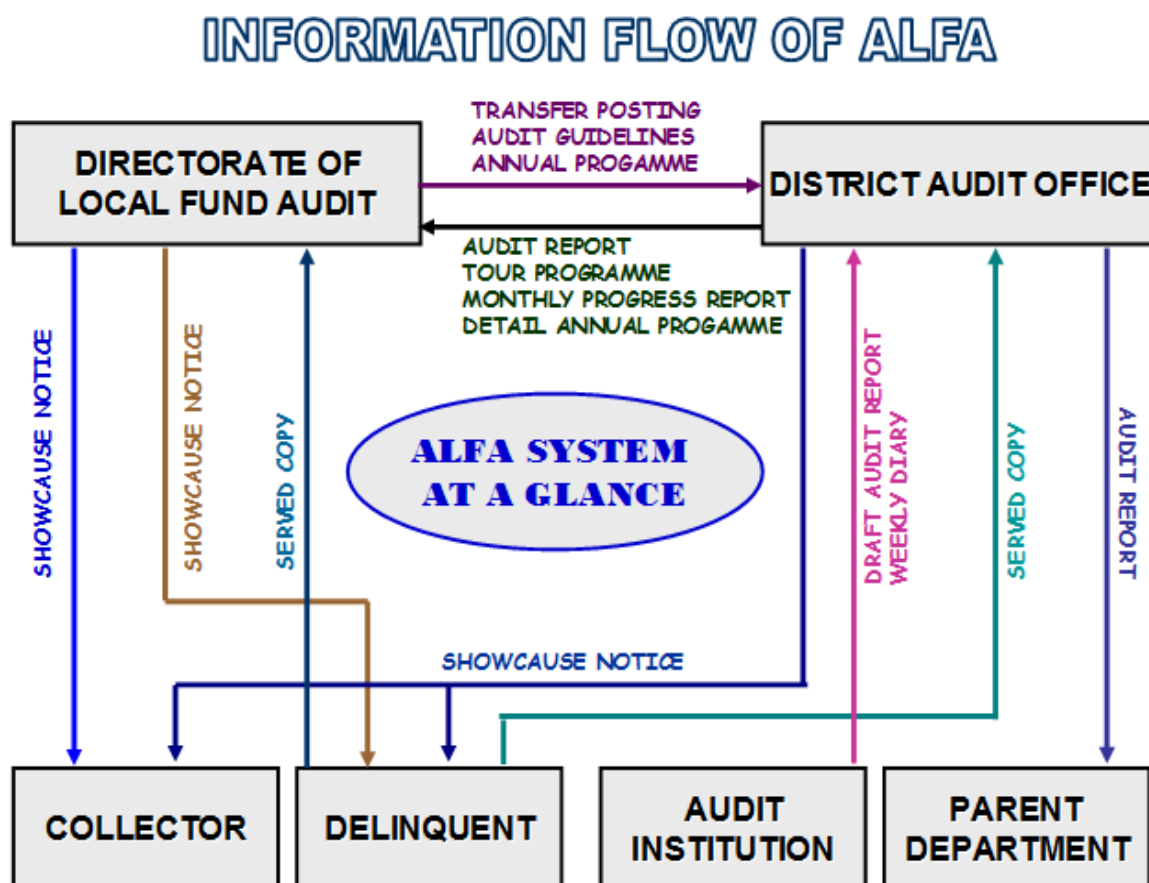 INFORMATION FLOW OF ALFA
TRANSFER POSTING
AUDIT GUIDELINES
ANNUAL PROGAMME
DIRECTORATE OF
LOCAL FUND AUDIT
DISTRICT AUDIT OFFICE
AUDIT REPORT
TOUR PROGRAMME
MONTHLY PROGRESS REPORT
DETAIL ANNUAL PROGAMME
SHOWCAUSE NOTICE
SHOWCAUSE NOTICE
SERVED COPY
ALFA SYSTEM
AT A GLANCE
DRAFT AUDIT REPORT
WEEKLY DIARY
SERVED COPY
AUDIT REPORT
SHOWCAUSE NOTICE
COLLECTOR
DELINQUENT
AUDIT
INSTITUTION
PARENT
DEPARTMENT